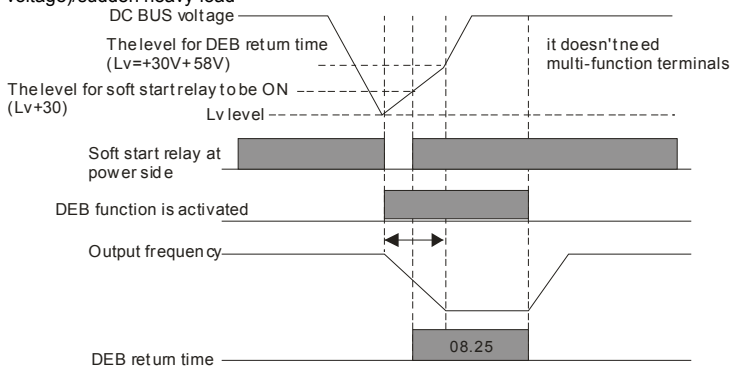 voltage)/sudden heavy load
DC BUS voltage
The level for DEB return time
(Lv=+30V+58V)
it doesn't need
multi-function terminals
The level for soft start relay to be ON
(Lv+30)
Lv level
Soft start relay at
power side
DEB function is activated
Output frequency
08.25
DEB return time